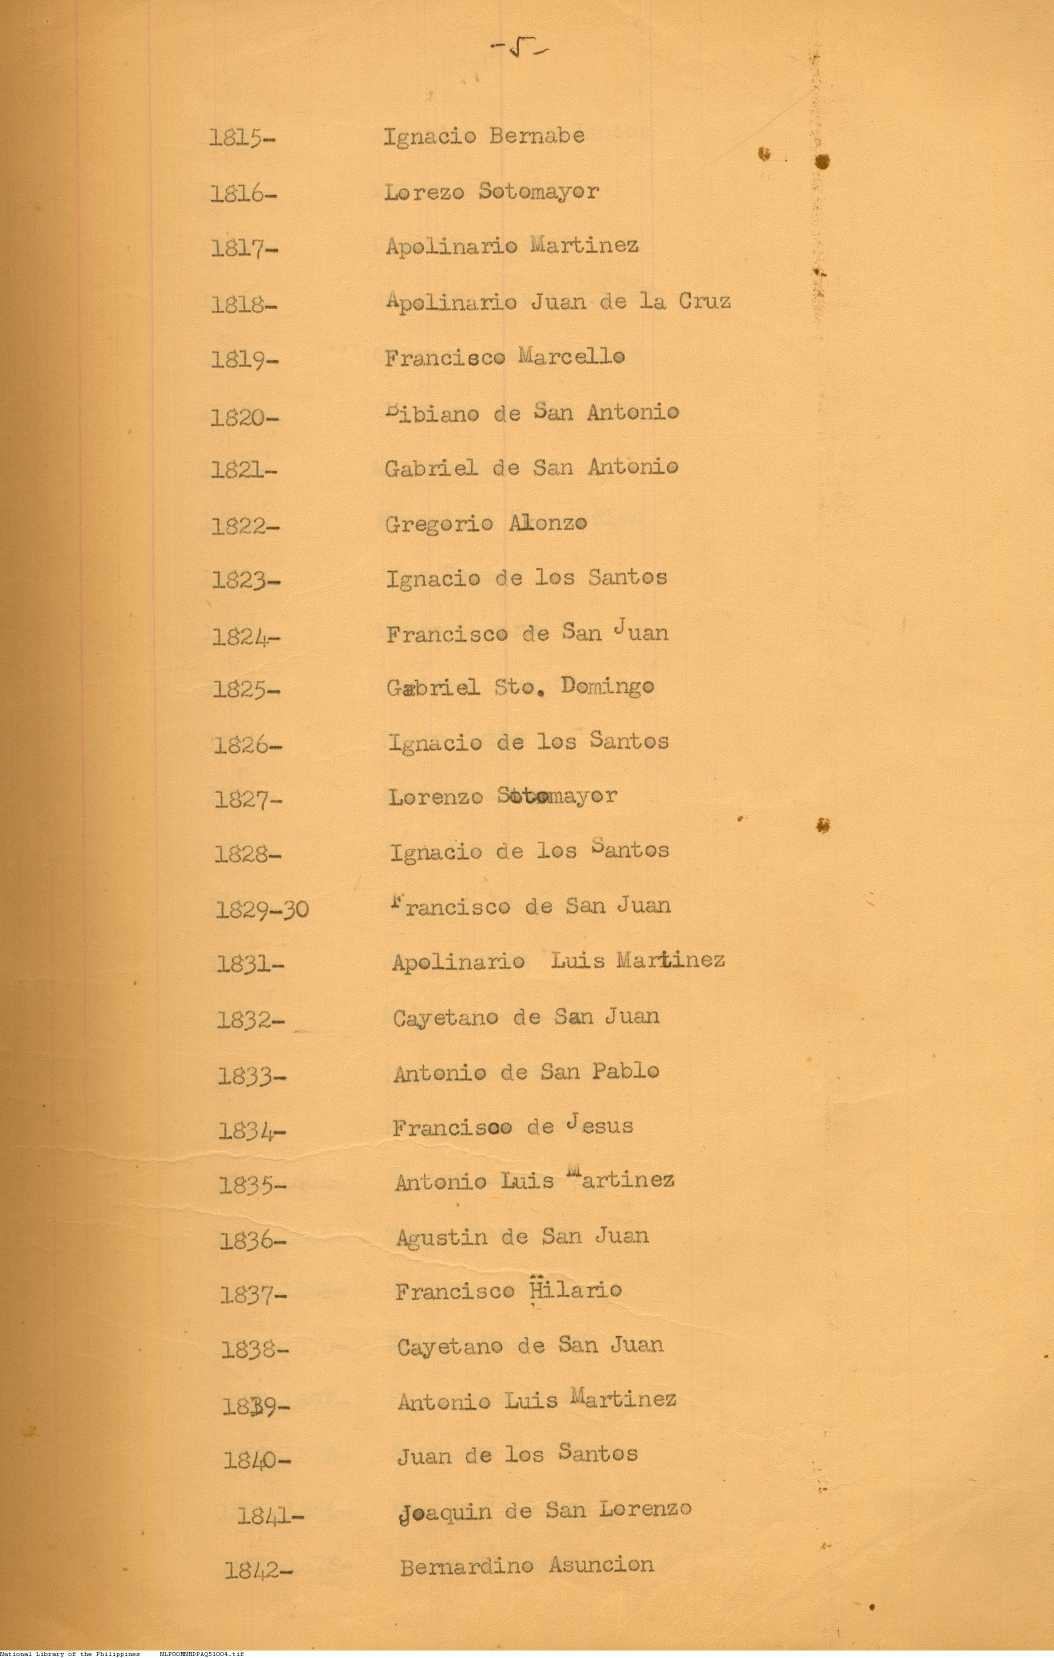 -5-
1815- Ignacio Bernabe
1816- Lorezo Sotomayor
1817- Apolinario Martinez
1818- Apolinario Juan de la Cruz
1819- Francisco Marcello
1820- Bibiano de San Antonio
1821- Gabriel de San Antonio
1822- Gregorio Alonzo
1823- Ignacio de los Santos
1824- Francisco de San Juan
1825- Gabriel Sto. Domingo
1826- Ignacio de los Santos
1827- Lorenzo Sotomayor
1828- Ignacio de los Santos
1829-30 Francisco de San Juan
1831- Apolinario Luis Martinez
1832- Cayetano de San Juan
1833- Antonio de San Pablo
1834- Francisco de Jesus
1835- Antonio Luis Martinez
1836- Agustin de San Juan
1837- Francisco Hilario
1838- Cayetano de San Juan
1839- Antonio Luis Martinez
1840- Juan de los Santos
1841- Joaquin de San Lorenzo
1842- Bernardino Asuncion
National Library of the Philippines